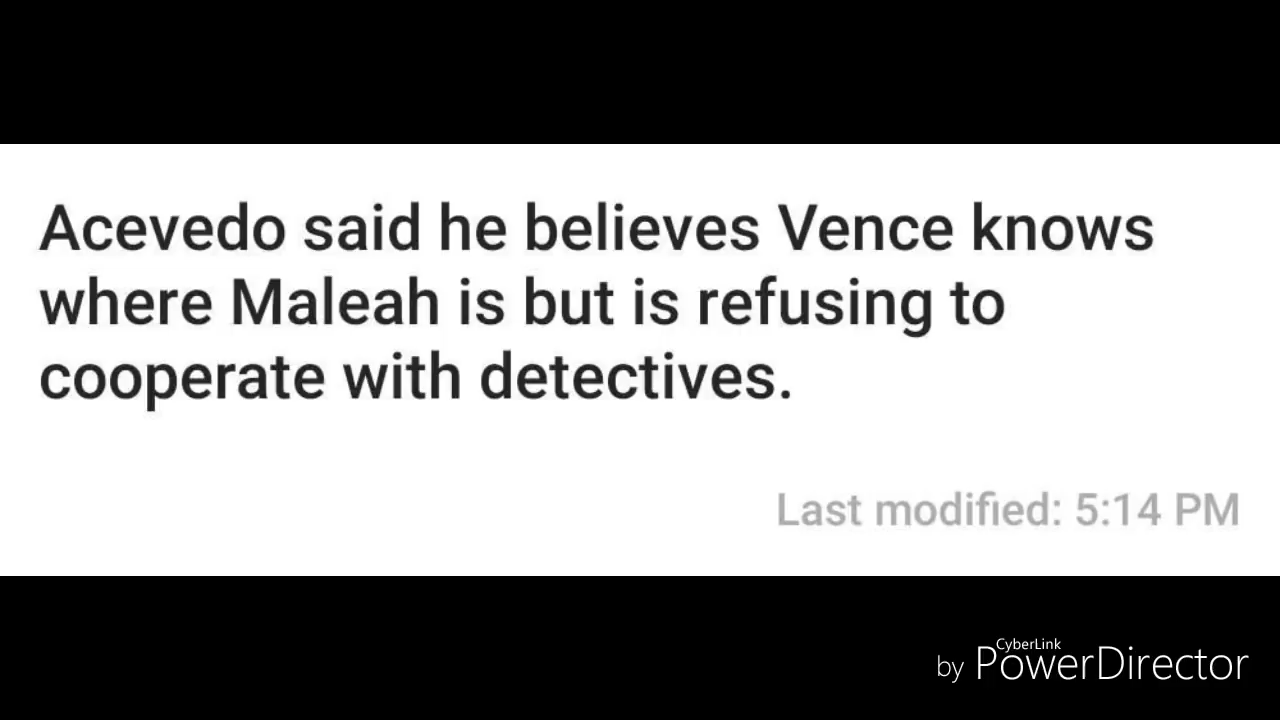 Acevedo said he believes Vence knows
where Maleah is but is refusing to
cooperate with detectives.
Last modified: 5:14 PM
CyberLink
by PowerDirector